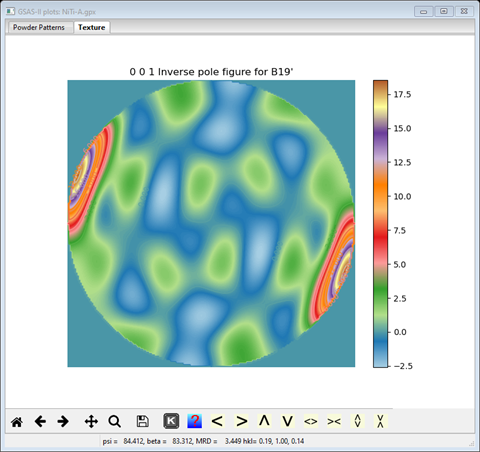 GSAS-II plots: NiTi-A.gpx
Powder Patterns Texture
0 0 1 Inverse pole figure for B19'
17.5
15.0
12.5
10.0
7.5
5.0
2.5
0.0
−2.5
K ? < > Λ V <> ><
psi = 84.412, beta = 83.312, MRD = 3.449 hkl= 0.19, 1.00, 0.14